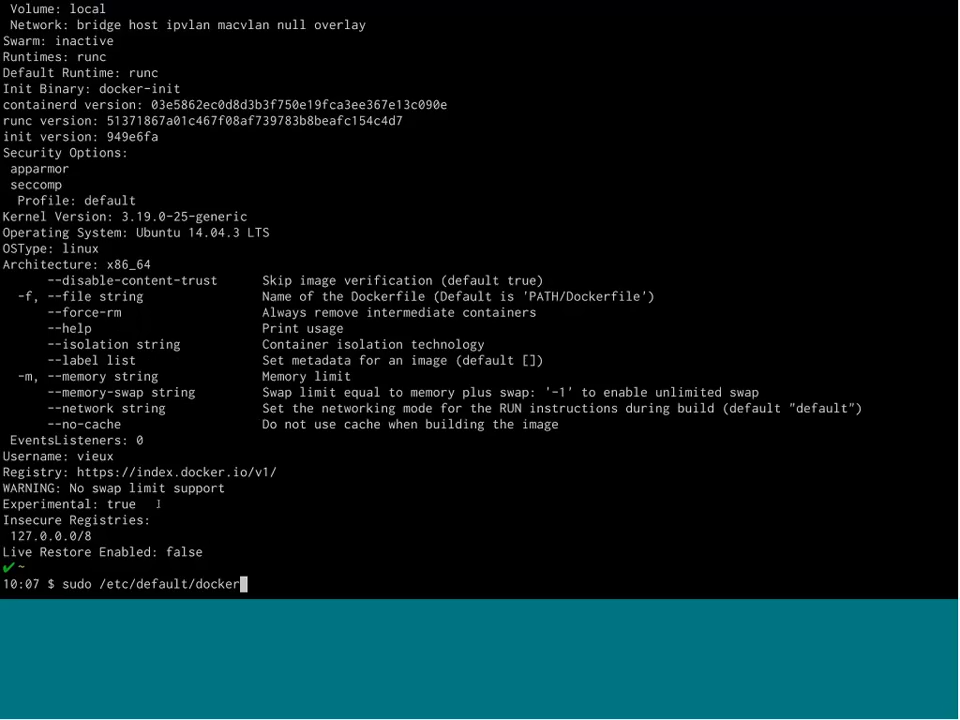 Volume: local
Network: bridge host ipvlan macvlan null overlay
Swarm: inactive
Runtimes: runc
Default Runtime: runc
Init Binary: docker-init
containerd version: 03e5862ec0d8d3b3f750e19fca3ee367e13c090e
runc version: 51371867a01c467f08af739783b8beafc154c4d7
init version: 949e6fa
Security Options:
apparmor
seccomp
Profile: default
Kernel Version: 3.19.0-25-generic
Operating System: Ubuntu 14.04.3 LTS
OSType: linux
Architecture: x86_64
--disable-content-trust Skip image verification (default true)
-f, --file string Name of the Dockerfile (Default is 'PATH/Dockerfile')
--force-rm Always remove intermediate containers
--help Print usage
--isolation string Container isolation technology
--label list Set metadata for an image (default [])
-m, --memory string Memory limit
--memory-swap string Swap limit equal to memory plus swap: '-1' to enable unlimited swap
--network string Set the networking mode for the RUN instructions during build (default "default")
--no-cache Do not use cache when building the image
EventsListeners: 0
Username: vieux
Registry: https://index.docker.io/v1/
WARNING: No swap limit support
Experimental: true
Insecure Registries:
127.0.0.0/8
Live Restore Enabled: false
✔ ~
10:07 $ sudo /etc/default/docker